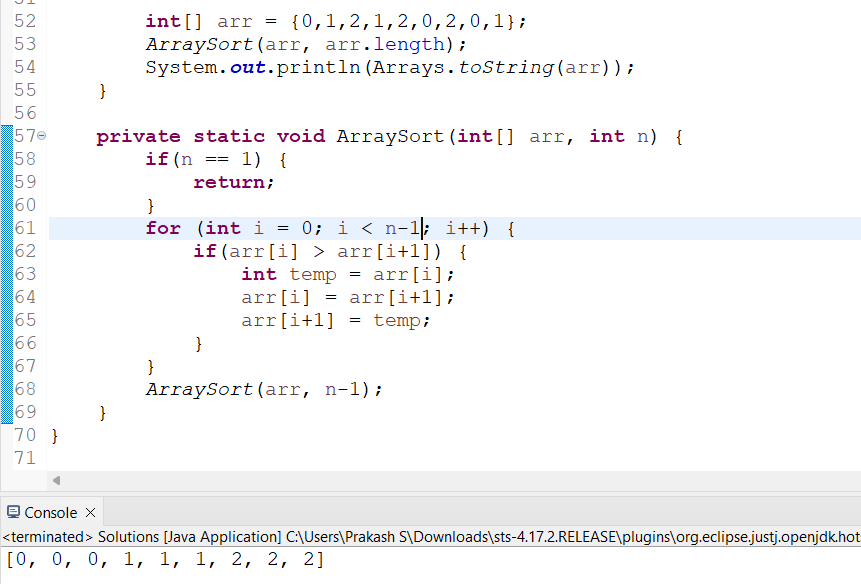 51
52 int[] arr = {0,1,2,1,2,0,2,0,1};
53 ArraySort(arr, arr.length);
54 System.out.println(Arrays.toString(arr));
55 }
56
57 private static void ArraySort(int[] arr, int n) {
58 if(n == 1) {
59 return;
60 }
61 for (int i = 0; i < n-1; i++) {
62 if(arr[i] > arr[i+1]) {
63 int temp = arr[i];
64 arr[i] = arr[i+1];
65 arr[i+1] = temp;
66 }
67 }
68 ArraySort(arr, n-1);
69 }
70 }
71
Console
<terminated> Solutions [Java Application] C:\Users\Prakash S\Downloads\sts-4.17.2.RELEASE\plugins\org.eclipse.justj.openjdk.hot
[0, 0, 0, 1, 1, 1, 2, 2, 2]